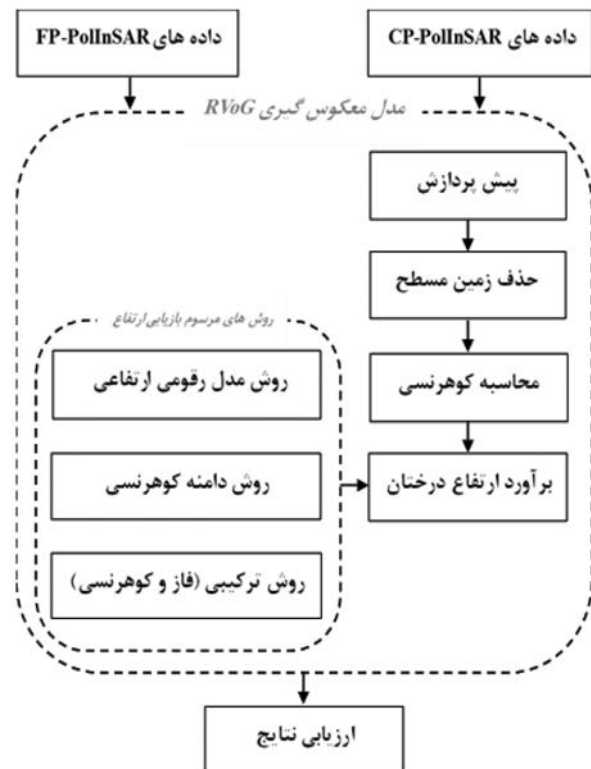 داده های CP-PolInSAR
داده های FP-PolInSAR
مدل معکوس گیری RVoG
پیش پردازش
حذف زمین مسطح
محاسبه کوهرنسی
برآورد ارتفاع درختان
روش های مرسوم بازیابی ارتفاع
روش مدل رقومی ارتفاعی
روش دامنه کوهرنسی
روش ترکیبی (فاز و کوهرنسی)
ارزیابی نتایج